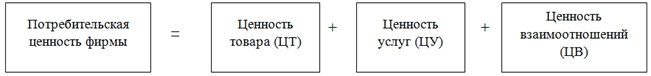 Потребительская
ценность фирмы
=
Ценность
товара (ЦТ)
+
Ценность
услуг (ЦУ)
+
Ценность
взаимоотношений
(ЦВ)